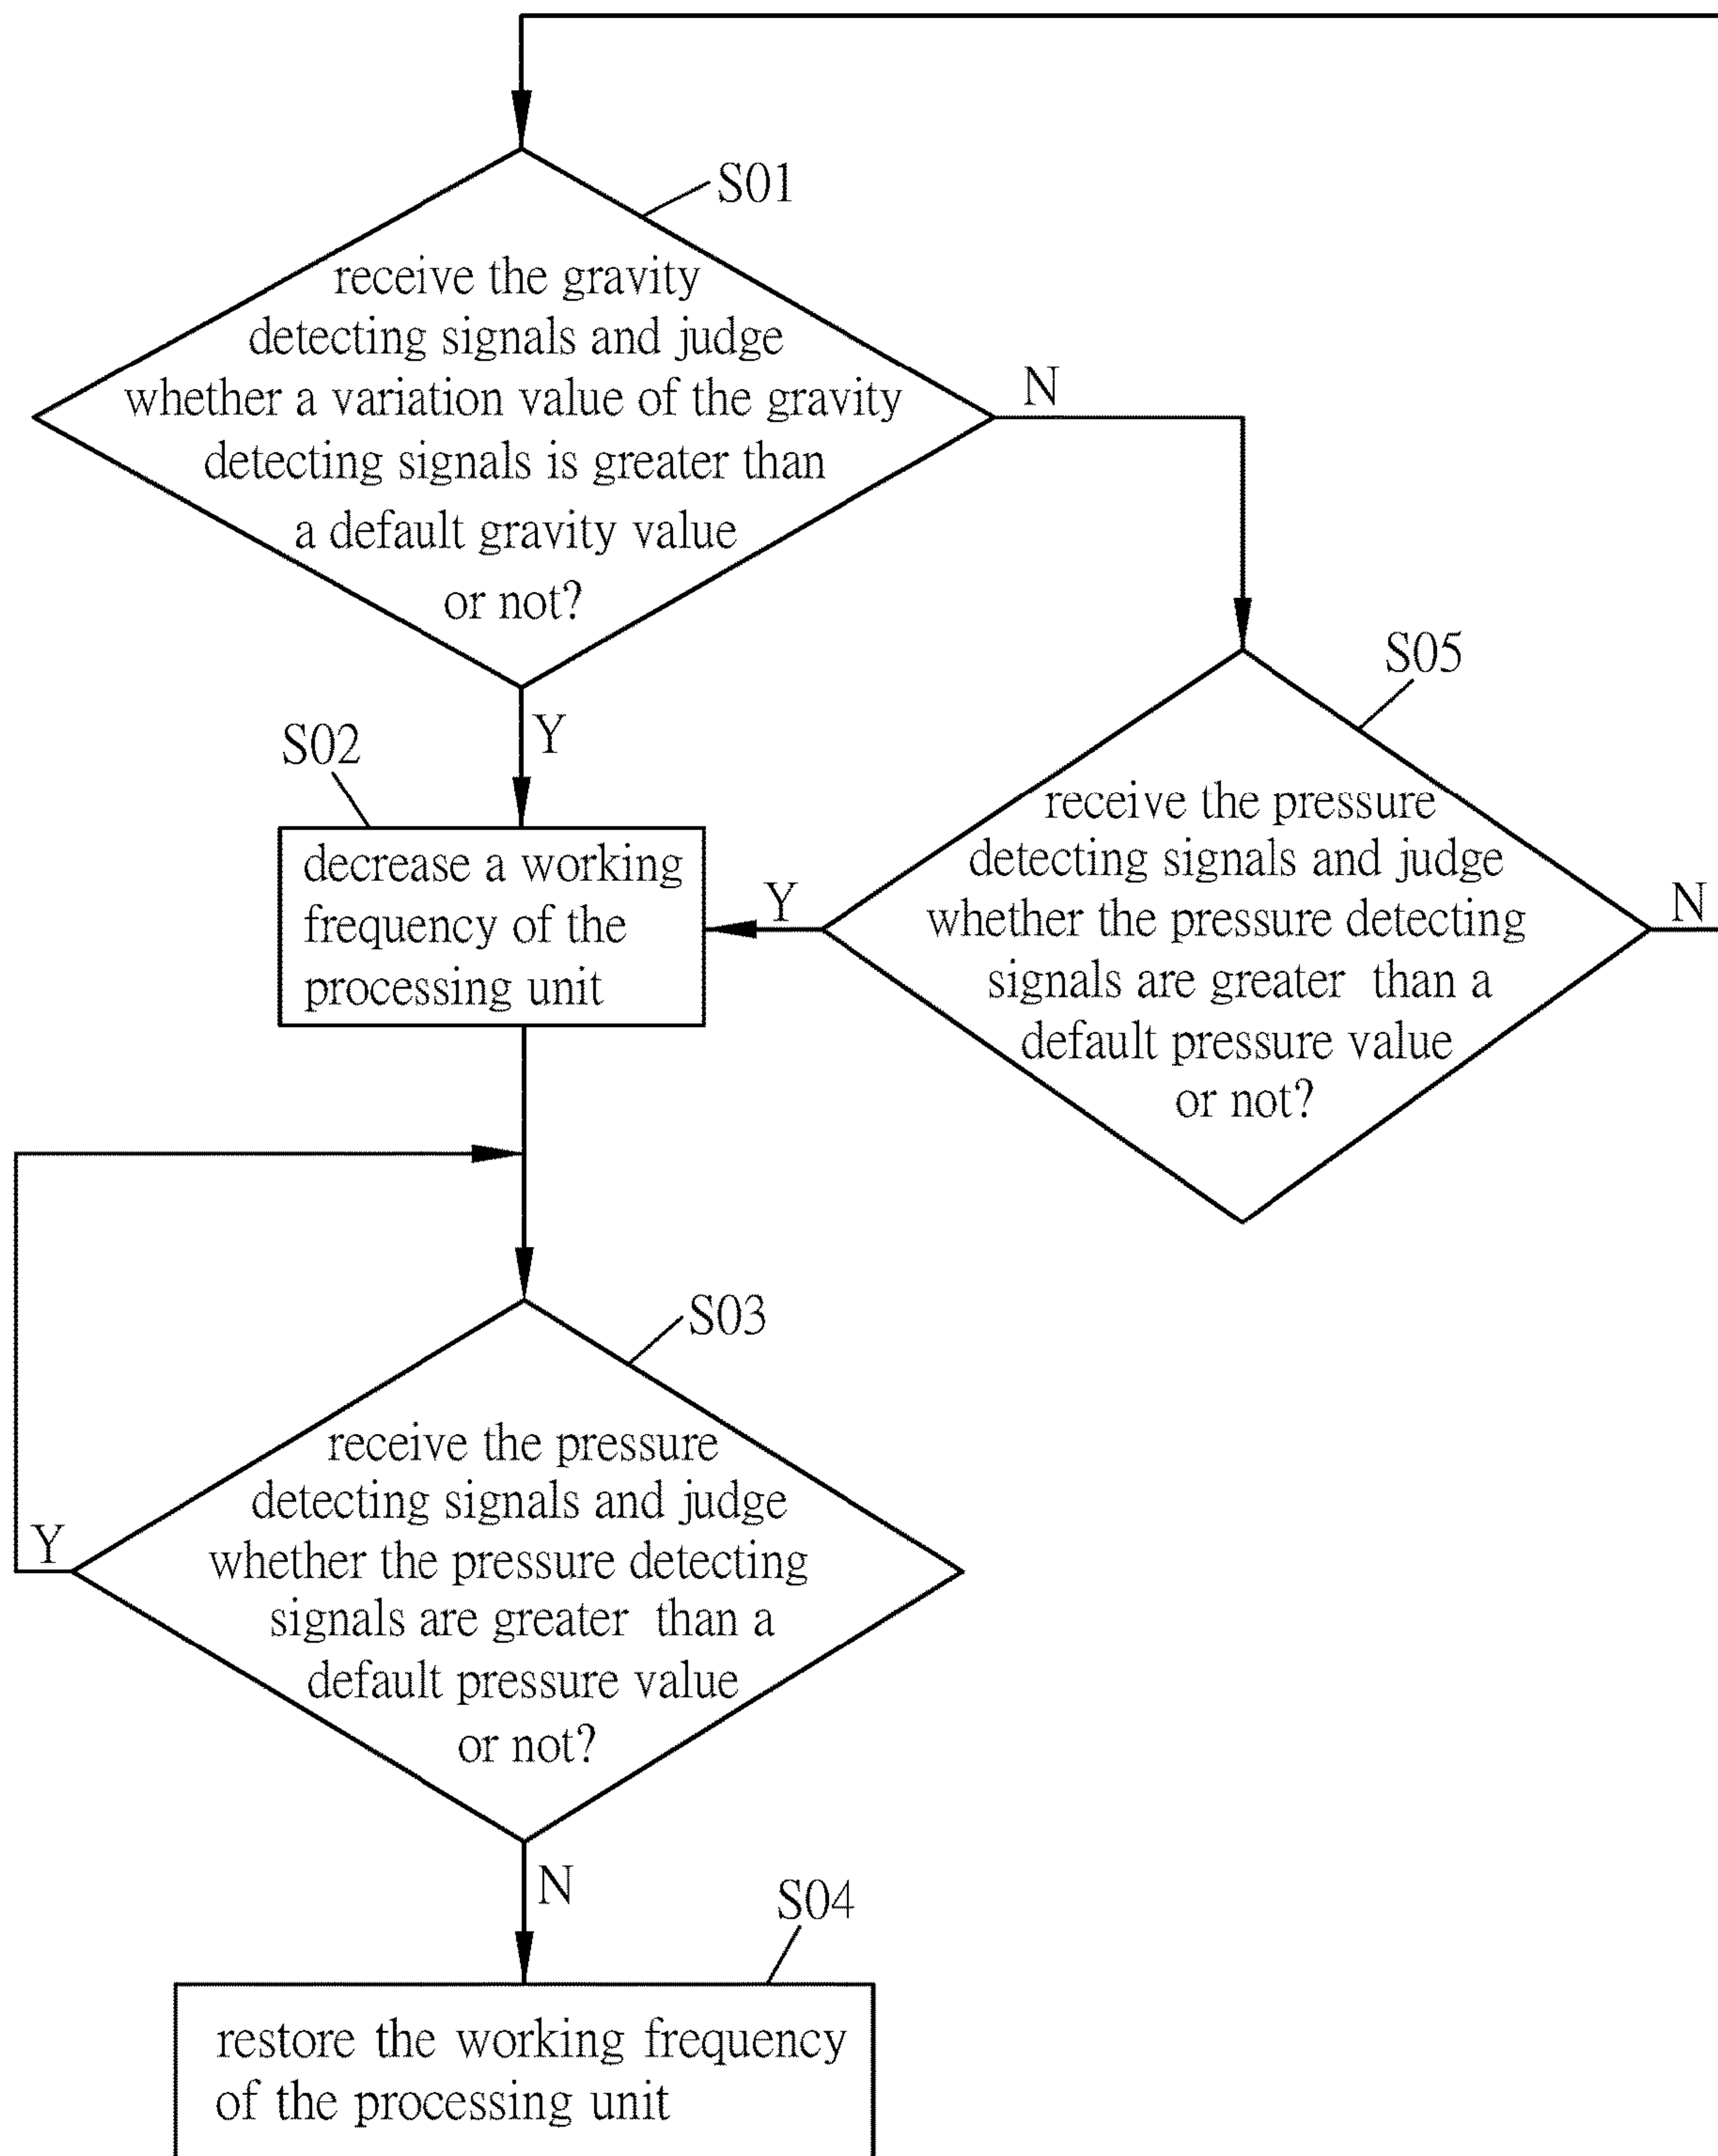 S01
receive the gravity
detecting signals and judge
whether a variation value of the gravity
detecting signals is greater than
a default gravity value
or not?
N
Y
S02
decrease a working
frequency of the
processing unit
S05
receive the pressure
detecting signals and judge
whether the pressure detecting
signals are greater than a
default pressure value
or not?
Y
N
S03
receive the pressure
detecting signals and judge
whether the pressure detecting
signals are greater than a
default pressure value
or not?
Y
N
S04
restore the working frequency
of the processing unit